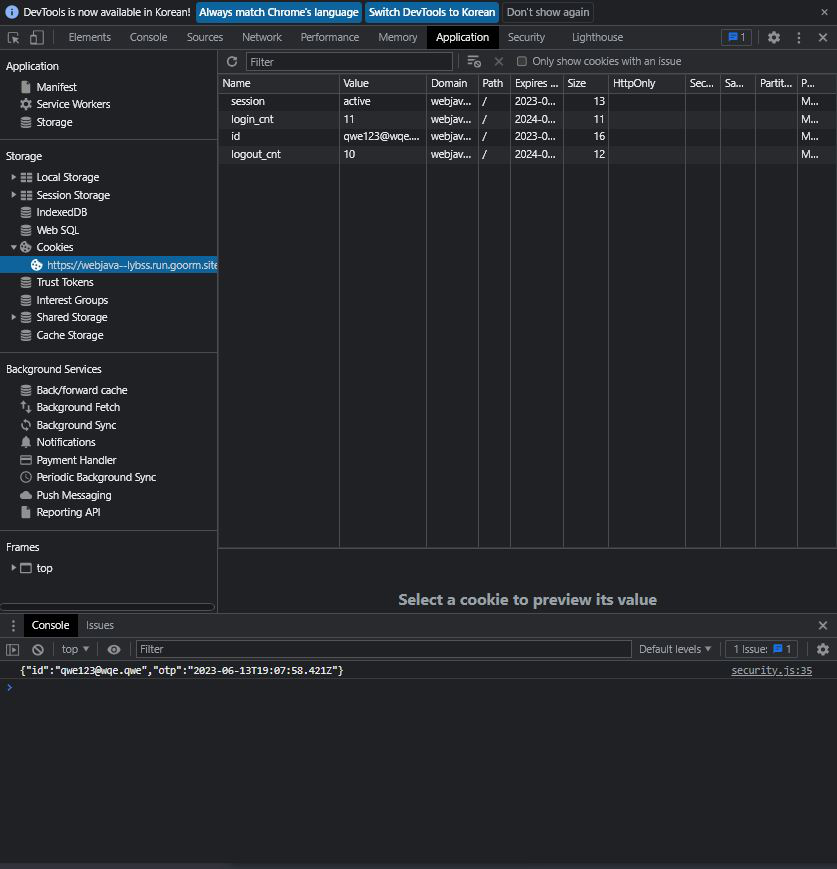 DevTools is now available in Korean! Always match Chrome's language Switch DevTools to Korean Don't show again
Elements Console Sources Network Performance Memory Application Security Lighthouse 1
Application
Manifest
Service Workers
Storage
Storage
Local Storage
Session Storage
IndexedDB
Web SQL
Cookies
https://webjava--lybss.run.goorm.site
Trust Tokens
Interest Groups
Shared Storage
Cache Storage
Background Services
Back/forward cache
Background Fetch
Background Sync
Notifications
Payment Handler
Periodic Background Sync
Push Messaging
Reporting API
Frames
top
Filter Only show cookies with an issue
Name Value Domain Path Expires ... Size HttpOnly Sec... Sa... Partit... P...
session active webjav... / 2023-0... 13 M...
login_cnt 11 webjav... / 2024-0... 11 M...
id qwe123@wqe.... webjav... / 2023-0... 16 M...
logout_cnt 10 webjav... / 2024-0... 12 M...
Select a cookie to preview its value
Console Issues
top Filter Default levels 1 Issue: 1
{"id":"qwe123@wqe.qwe","otp":"2023-06-13T19:07:58.421Z"} security.js:35